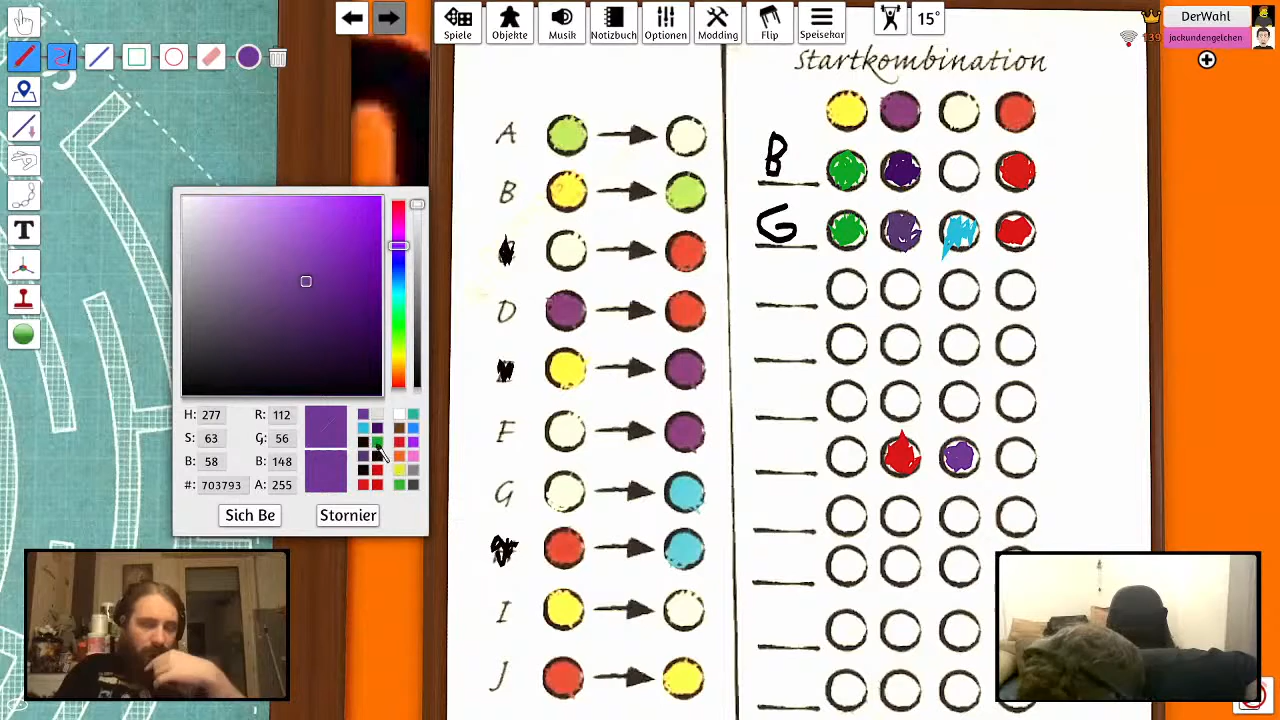 Spiele Objekte Musik Notizbuch Optionen Modding Flip Speisekar 15° DerWahl
139 jackundengelchen
T
Startkombination
A
B
B
G
D
F
G
I
J
H: 277 R: 112
S: 63 G: 56
B: 58 B: 148
#: 703793 A: 255
Sich Be Stornier